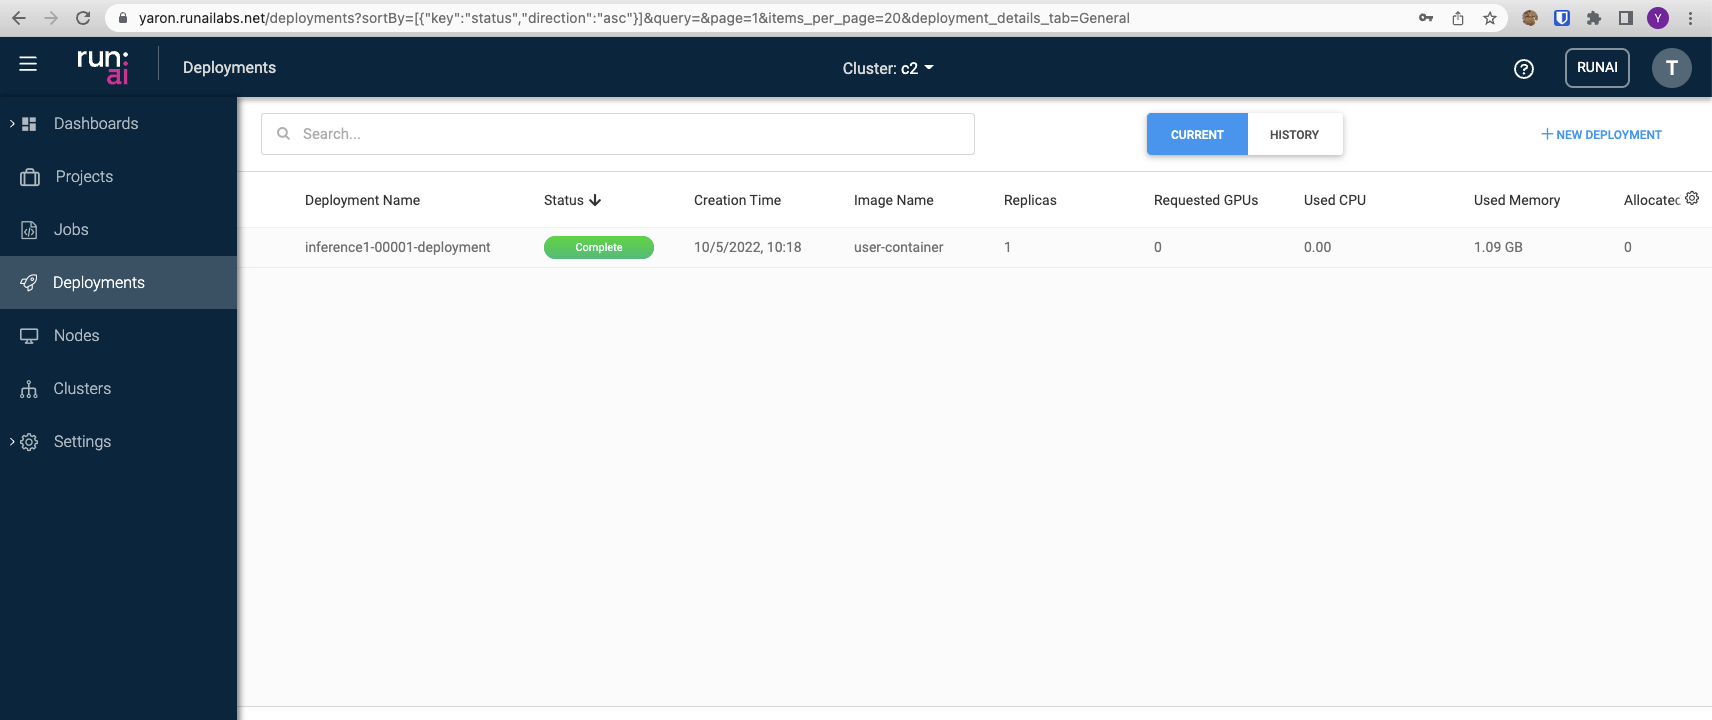 yaron.runailabs.net/deployments?sortBy=[{"key":"status","direction":"asc"}]&query=&page=1&items_per_page=20&deployment_details_tab=General
Y
run:
ai
Deployments
Cluster: c2
RUNAI
T
Dashboards
Projects
Jobs
Deployments
Nodes
Clusters
Settings
Search...
CURRENT
HISTORY
NEW DEPLOYMENT
Deployment Name Status Creation Time Image Name Replicas Requested GPUs Used CPU Used Memory Allocated
inference1-00001-deployment Complete 10/5/2022, 10:18 user-container 1 0 0.00 1.09 GB 0